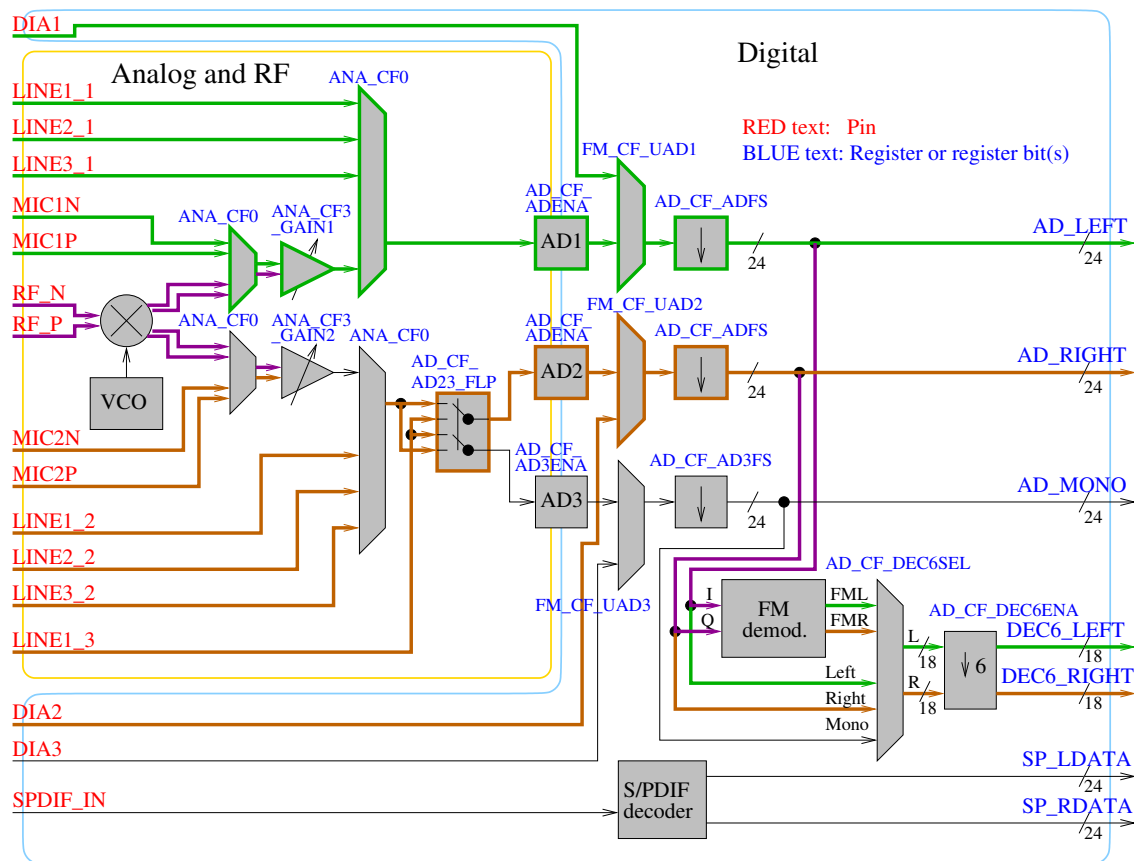 DIA1
Digital
Analog and RF
ANA_CF0
LINE1_1
LINE2_1
LINE3_1
RED text: Pin
BLUE text: Register or register bit(s)
FM_CF_UAD1
MIC1N
MIC1P
ANA_CF0
ANA_CF3
_GAIN1
AD_CF_
ADENA
AD1
AD_CF_ADFS
24
AD_LEFT
24
RF_N
RF_P
VCO
ANA_CF0
ANA_CF3
_GAIN2
ANA_CF0
AD_CF_
AD23_FLP
AD_CF_
ADENA
AD2
FM_CF_UAD2
AD_CF_ADFS
24
AD_RIGHT
24
MIC2N
MIC2P
AD_CF_
AD3ENA
AD3
AD_CF_AD3FS
24
AD_MONO
24
LINE1_2
LINE2_2
LINE3_2
LINE1_3
FM_CF_UAD3
AD_CF_DEC6SEL
I
Q
FM
demod.
FML
FMR
Left
Right
Mono
AD_CF_DEC6ENA
L
18
R
18
6
DEC6_LEFT
18
DEC6_RIGHT
18
DIA2
DIA3
SPDIF_IN
S/PDIF
decoder
SP_LDATA
24
SP_RDATA
24